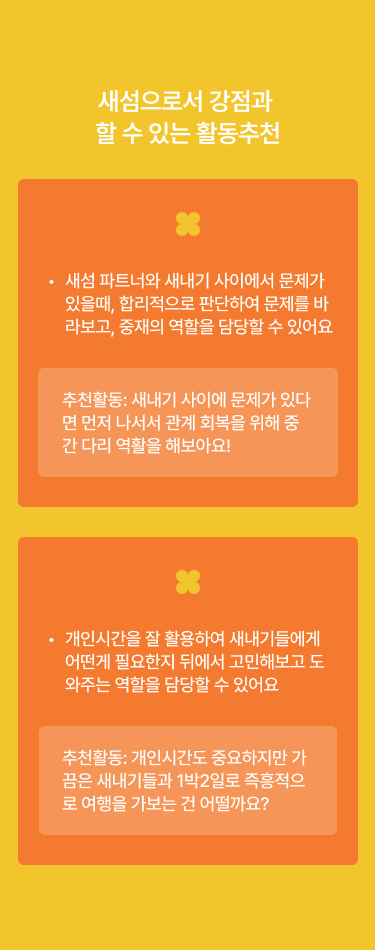 새섬으로서 강점과
할 수 있는 활동추천
• 새섬 파트너와 새내기 사이에서 문제가
있을때, 합리적으로 판단하여 문제를 바
라보고, 중재의 역할을 담당할 수 있어요
추천활동: 새내기 사이에 문제가 있다
면 먼저 나서서 관계 회복을 위해 중
간 다리 역활을 해보아요!
• 개인시간을 잘 활용하여 새내기들에게
어떤게 필요한지 뒤에서 고민해보고 도
와주는 역할을 담당할 수 있어요
추천활동: 개인시간도 중요하지만 가
끔은 새내기들과 1박2일로 즉흥적으
로 여행을 가보는 건 어떨까요?